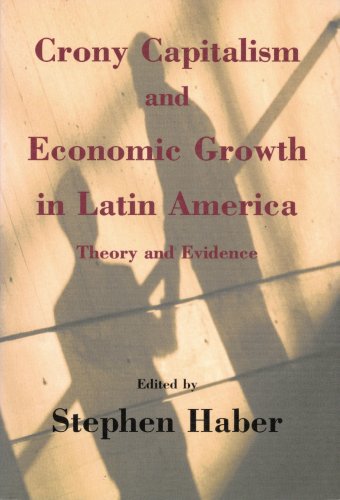 Crony Capitalism
and
Economic Growth
in Latin America
Theory and Evidence
Edited by
Stephen Haber